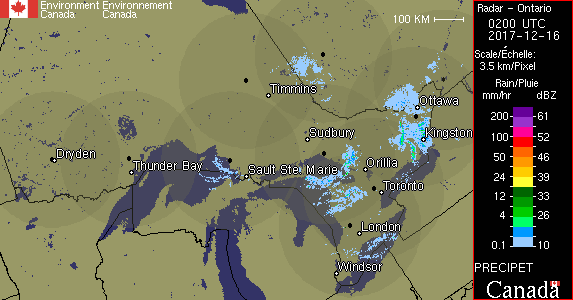 Environment Environnement
Canada Canada
100 KM
Timmins
Ottawa
Sudbury
Kingston
Dryden
Thunder Bay
Sault Ste. Marie
Orillia
Toronto
London
Windsor
Radar - Ontario
0200 UTC
2017-12-16
Scale/Échelle:
3.5 km/Pixel
Rain/Pluie
mm/hr dBZ
200 61
100 52
50 46
24 39
12 33
4 26
0.1 10
PRECIPET
Canada